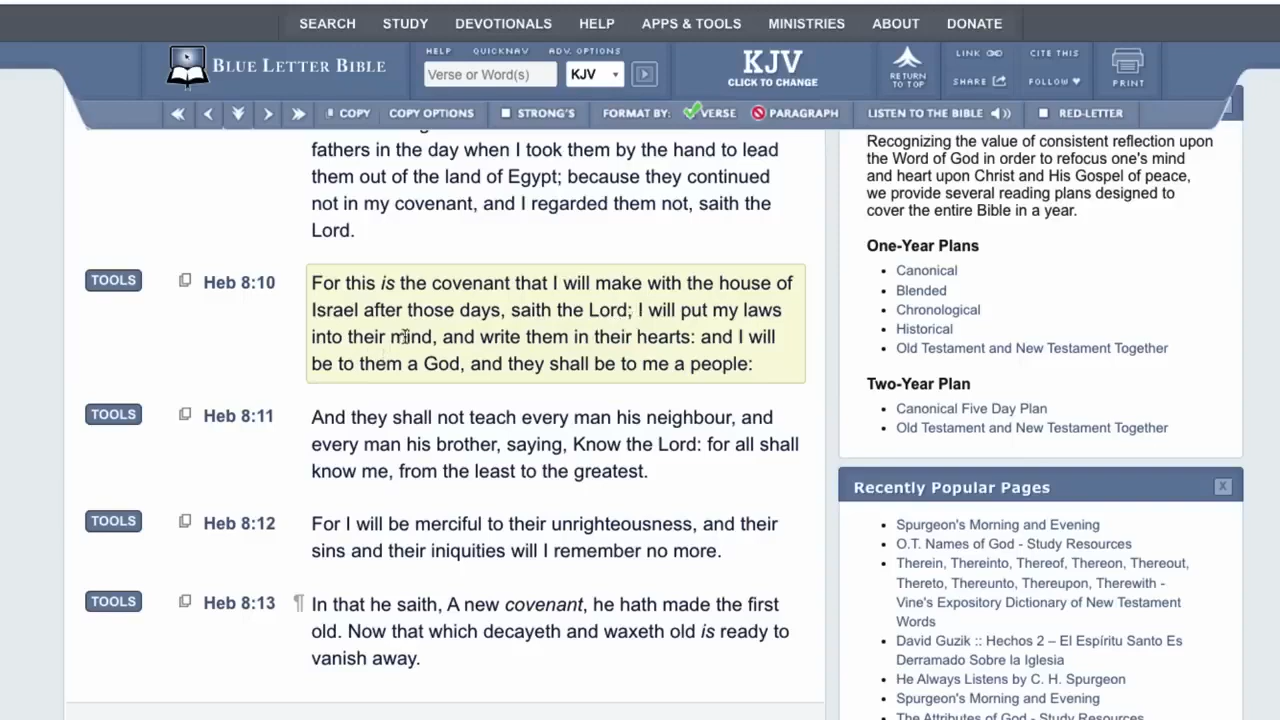 SEARCH STUDY DEVOTIONALS HELP APPS & TOOLS MINISTRIES ABOUT DONATE
BLUE LETTER BIBLE
HELP QUICKNAV ADV. OPTIONS
Verse or Word(s) KJV
KJV
CLICK TO CHANGE
RETURN
TO TOP
LINK CITE THIS
SHARE FOLLOW
PRINT
COPY COPY OPTIONS STRONG'S FORMAT BY: VERSE PARAGRAPH LISTEN TO THE BIBLE RED-LETTER
fathers in the day when I took them by the hand to lead
them out of the land of Egypt; because they continued
not in my covenant, and I regarded them not, saith the
Lord.
TOOLS Heb 8:10 For this is the covenant that I will make with the house of
Israel after those days, saith the Lord; I will put my laws
into their mind, and write them in their hearts: and I will
be to them a God, and they shall be to me a people:
TOOLS Heb 8:11 And they shall not teach every man his neighbour, and
every man his brother, saying, Know the Lord: for all shall
know me, from the least to the greatest.
TOOLS Heb 8:12 For I will be merciful to their unrighteousness, and their
sins and their iniquities will I remember no more.
TOOLS Heb 8:13 ¶ In that he saith, A new covenant, he hath made the first
old. Now that which decayeth and waxeth old is ready to
vanish away.
Recognizing the value of consistent reflection upon
the Word of God in order to refocus one's mind
and heart upon Christ and His Gospel of peace,
we provide several reading plans designed to
cover the entire Bible in a year.
One-Year Plans
• Canonical
• Blended
• Chronological
• Historical
• Old Testament and New Testament Together
Two-Year Plan
• Canonical Five Day Plan
• Old Testament and New Testament Together
Recently Popular Pages X
• Spurgeon's Morning and Evening
• O.T. Names of God - Study Resources
• Therein, Thereinto, Thereof, Thereon, Thereout,
Thereto, Thereunto, Thereupon, Therewith -
Vine's Expository Dictionary of New Testament
Words
• David Guzik :: Hechos 2 – El Espíritu Santo Es
Derramado Sobre la Iglesia
• He Always Listens by C. H. Spurgeon
• Spurgeon's Morning and Evening
• The Attributes of God - Study Resources